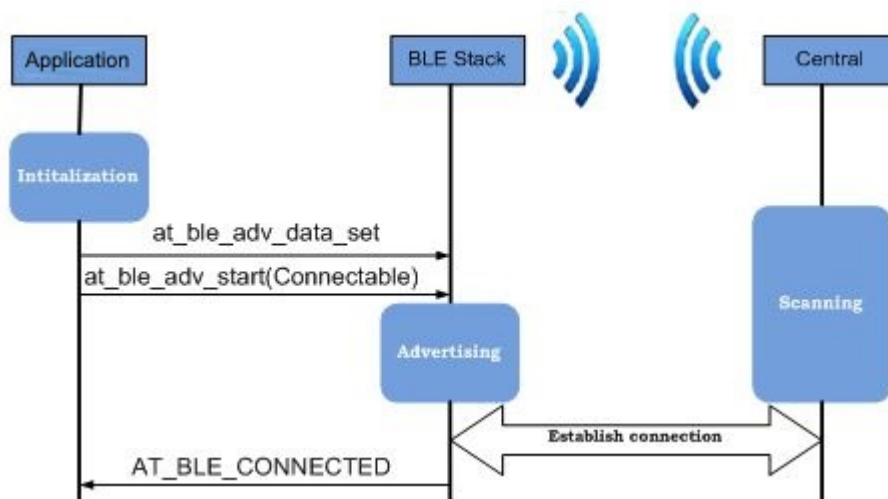 Application
BLE Stack
Central
Intitalization
at_ble_adv_data_set
at_ble_adv_start(Connectable)
Scanning
Advertising
Establish connection
AT_BLE_CONNECTED